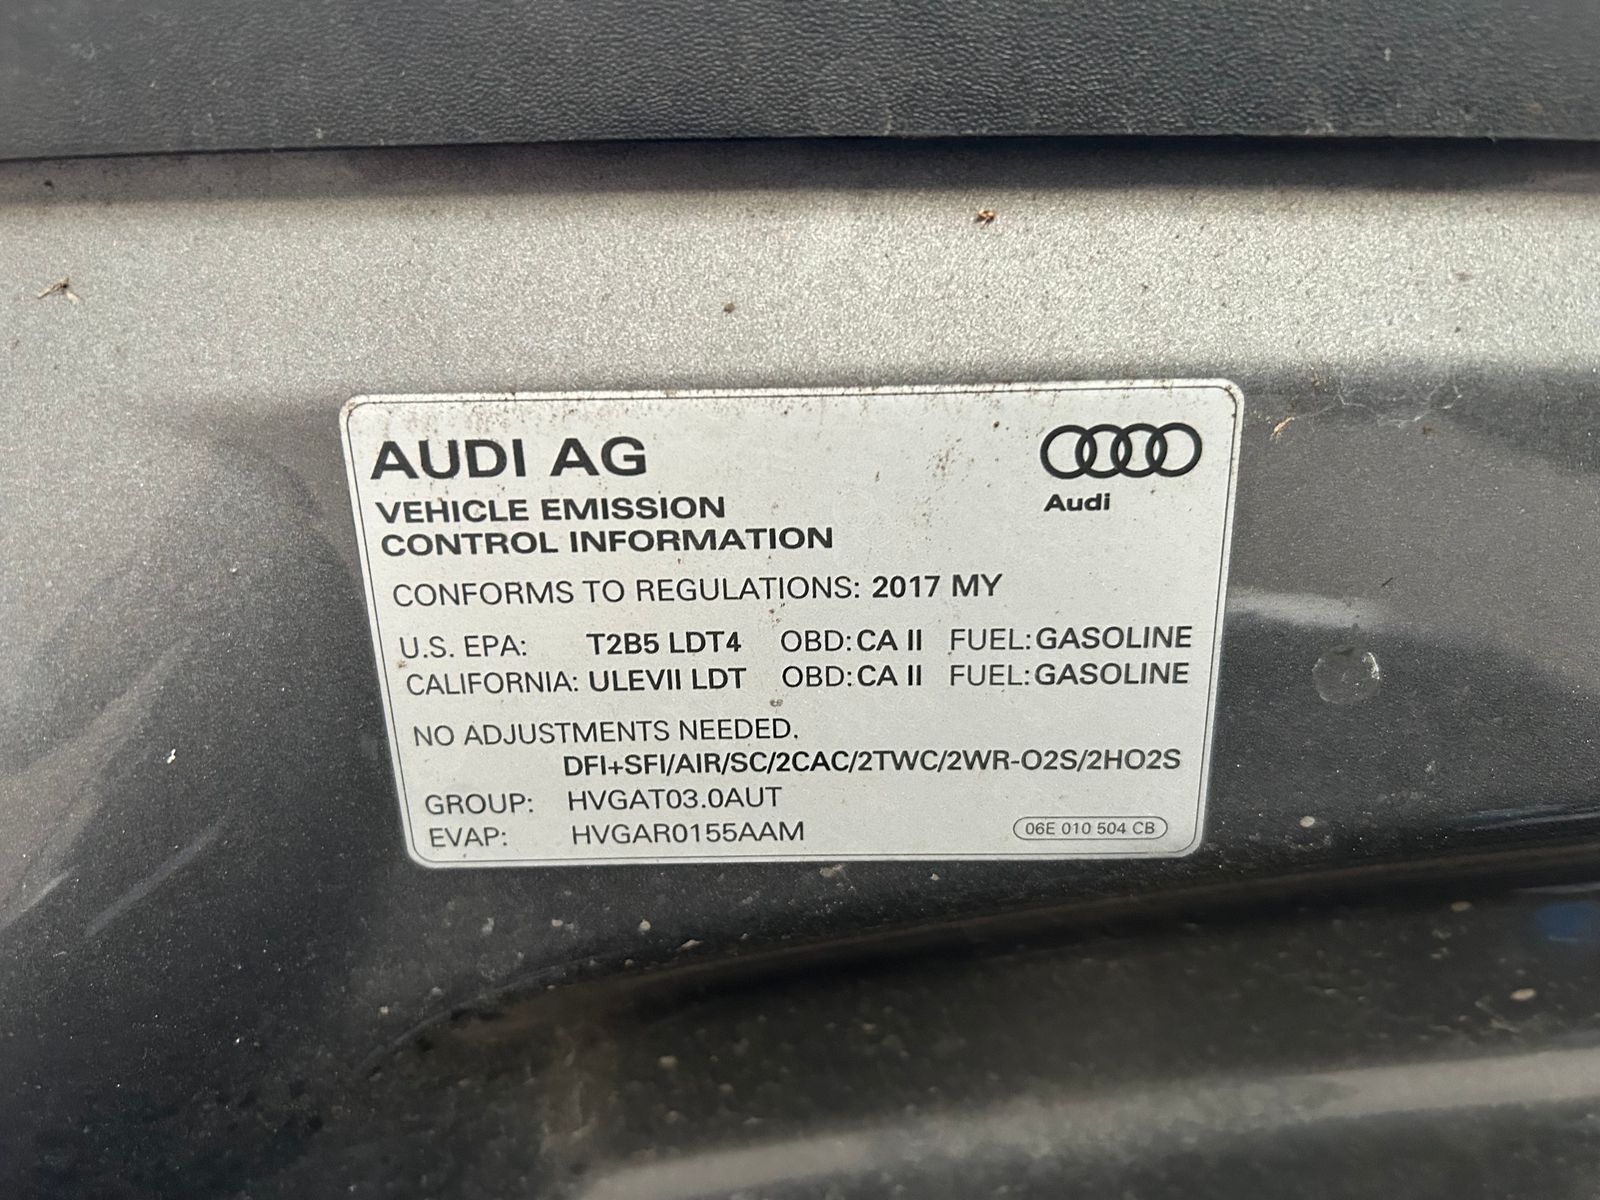 AUDI AG
Audi
VEHICLE EMISSION
CONTROL INFORMATION
CONFORMS TO REGULATIONS: 2017 MY
U.S. EPA: T2B5 LDT4 OBD: CA II FUEL: GASOLINE
CALIFORNIA: ULEVII LDT OBD: CA II FUEL: GASOLINE
NO ADJUSTMENTS NEEDED.
DFI+SFI/AIR/SC/2CAC/2TWC/2WR-O2S/2HO2S
GROUP: HVGAT03.0AUT
EVAP: HVGAR0155AAM
06E 010 504 CB